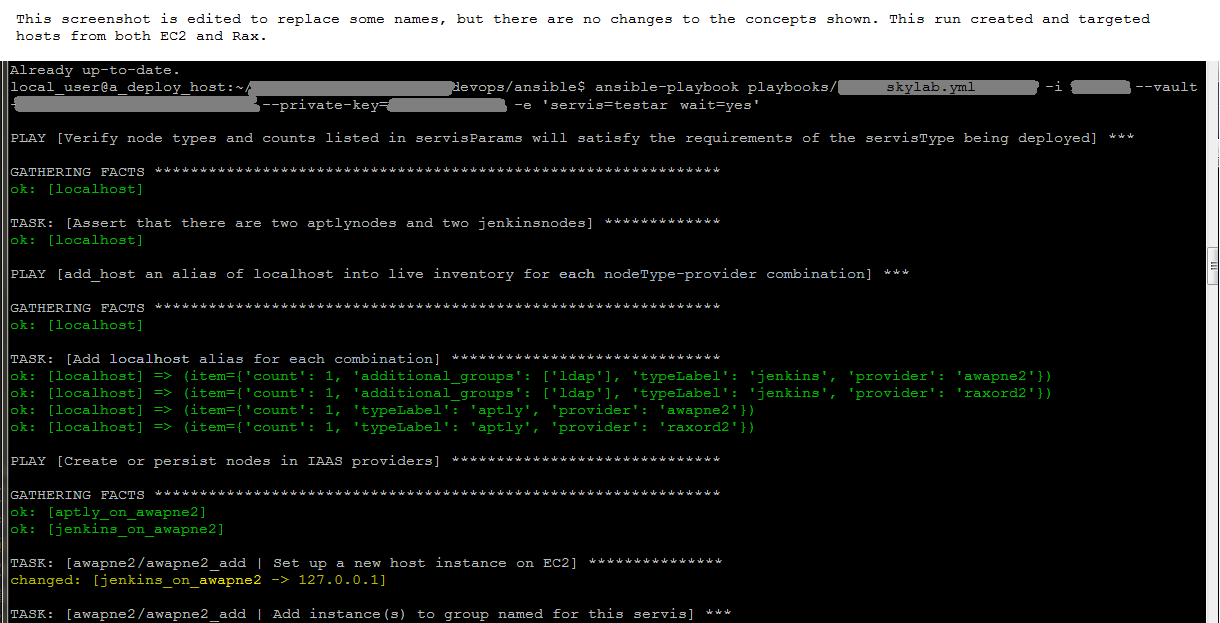 This screenshot is edited to replace some names, but there are no changes to the concepts shown. This run created and targeted
hosts from both EC2 and Rax.
Already up-to-date.
local_user@a_deploy_host:~/ devops/ansible$ ansible-playbook playbooks/ skylab.yml -i --vault
- --private-key= -e 'servis=testar wait=yes'
PLAY [Verify node types and counts listed in servisParams will satisfy the requirements of the servisType being deployed] ***
GATHERING FACTS ***************************************************************
ok: [localhost]
TASK: [Assert that there are two aptlynodes and two jenkinsnodes] *************
ok: [localhost]
PLAY [add_host an alias of localhost into live inventory for each nodeType-provider combination] ***
GATHERING FACTS ***************************************************************
ok: [localhost]
TASK: [Add localhost alias for each combination] ******************************
ok: [localhost] => (item={'count': 1, 'additional_groups': ['ldap'], 'typeLabel': 'jenkins', 'provider': 'awapne2'})
ok: [localhost] => (item={'count': 1, 'additional_groups': ['ldap'], 'typeLabel': 'jenkins', 'provider': 'raxord2'})
ok: [localhost] => (item={'count': 1, 'typeLabel': 'aptly', 'provider': 'awapne2'})
ok: [localhost] => (item={'count': 1, 'typeLabel': 'aptly', 'provider': 'raxord2'})
PLAY [Create or persist nodes in IAAS providers] ******************************
GATHERING FACTS ***************************************************************
ok: [aptly_on_awapne2]
ok: [jenkins_on_awapne2]
TASK: [awapne2/awapne2_add | Set up a new host instance on EC2] ***************
changed: [jenkins_on_awapne2 -> 127.0.0.1]
TASK: [awapne2/awapne2_add | Add instance(s) to group named for this servis] ***